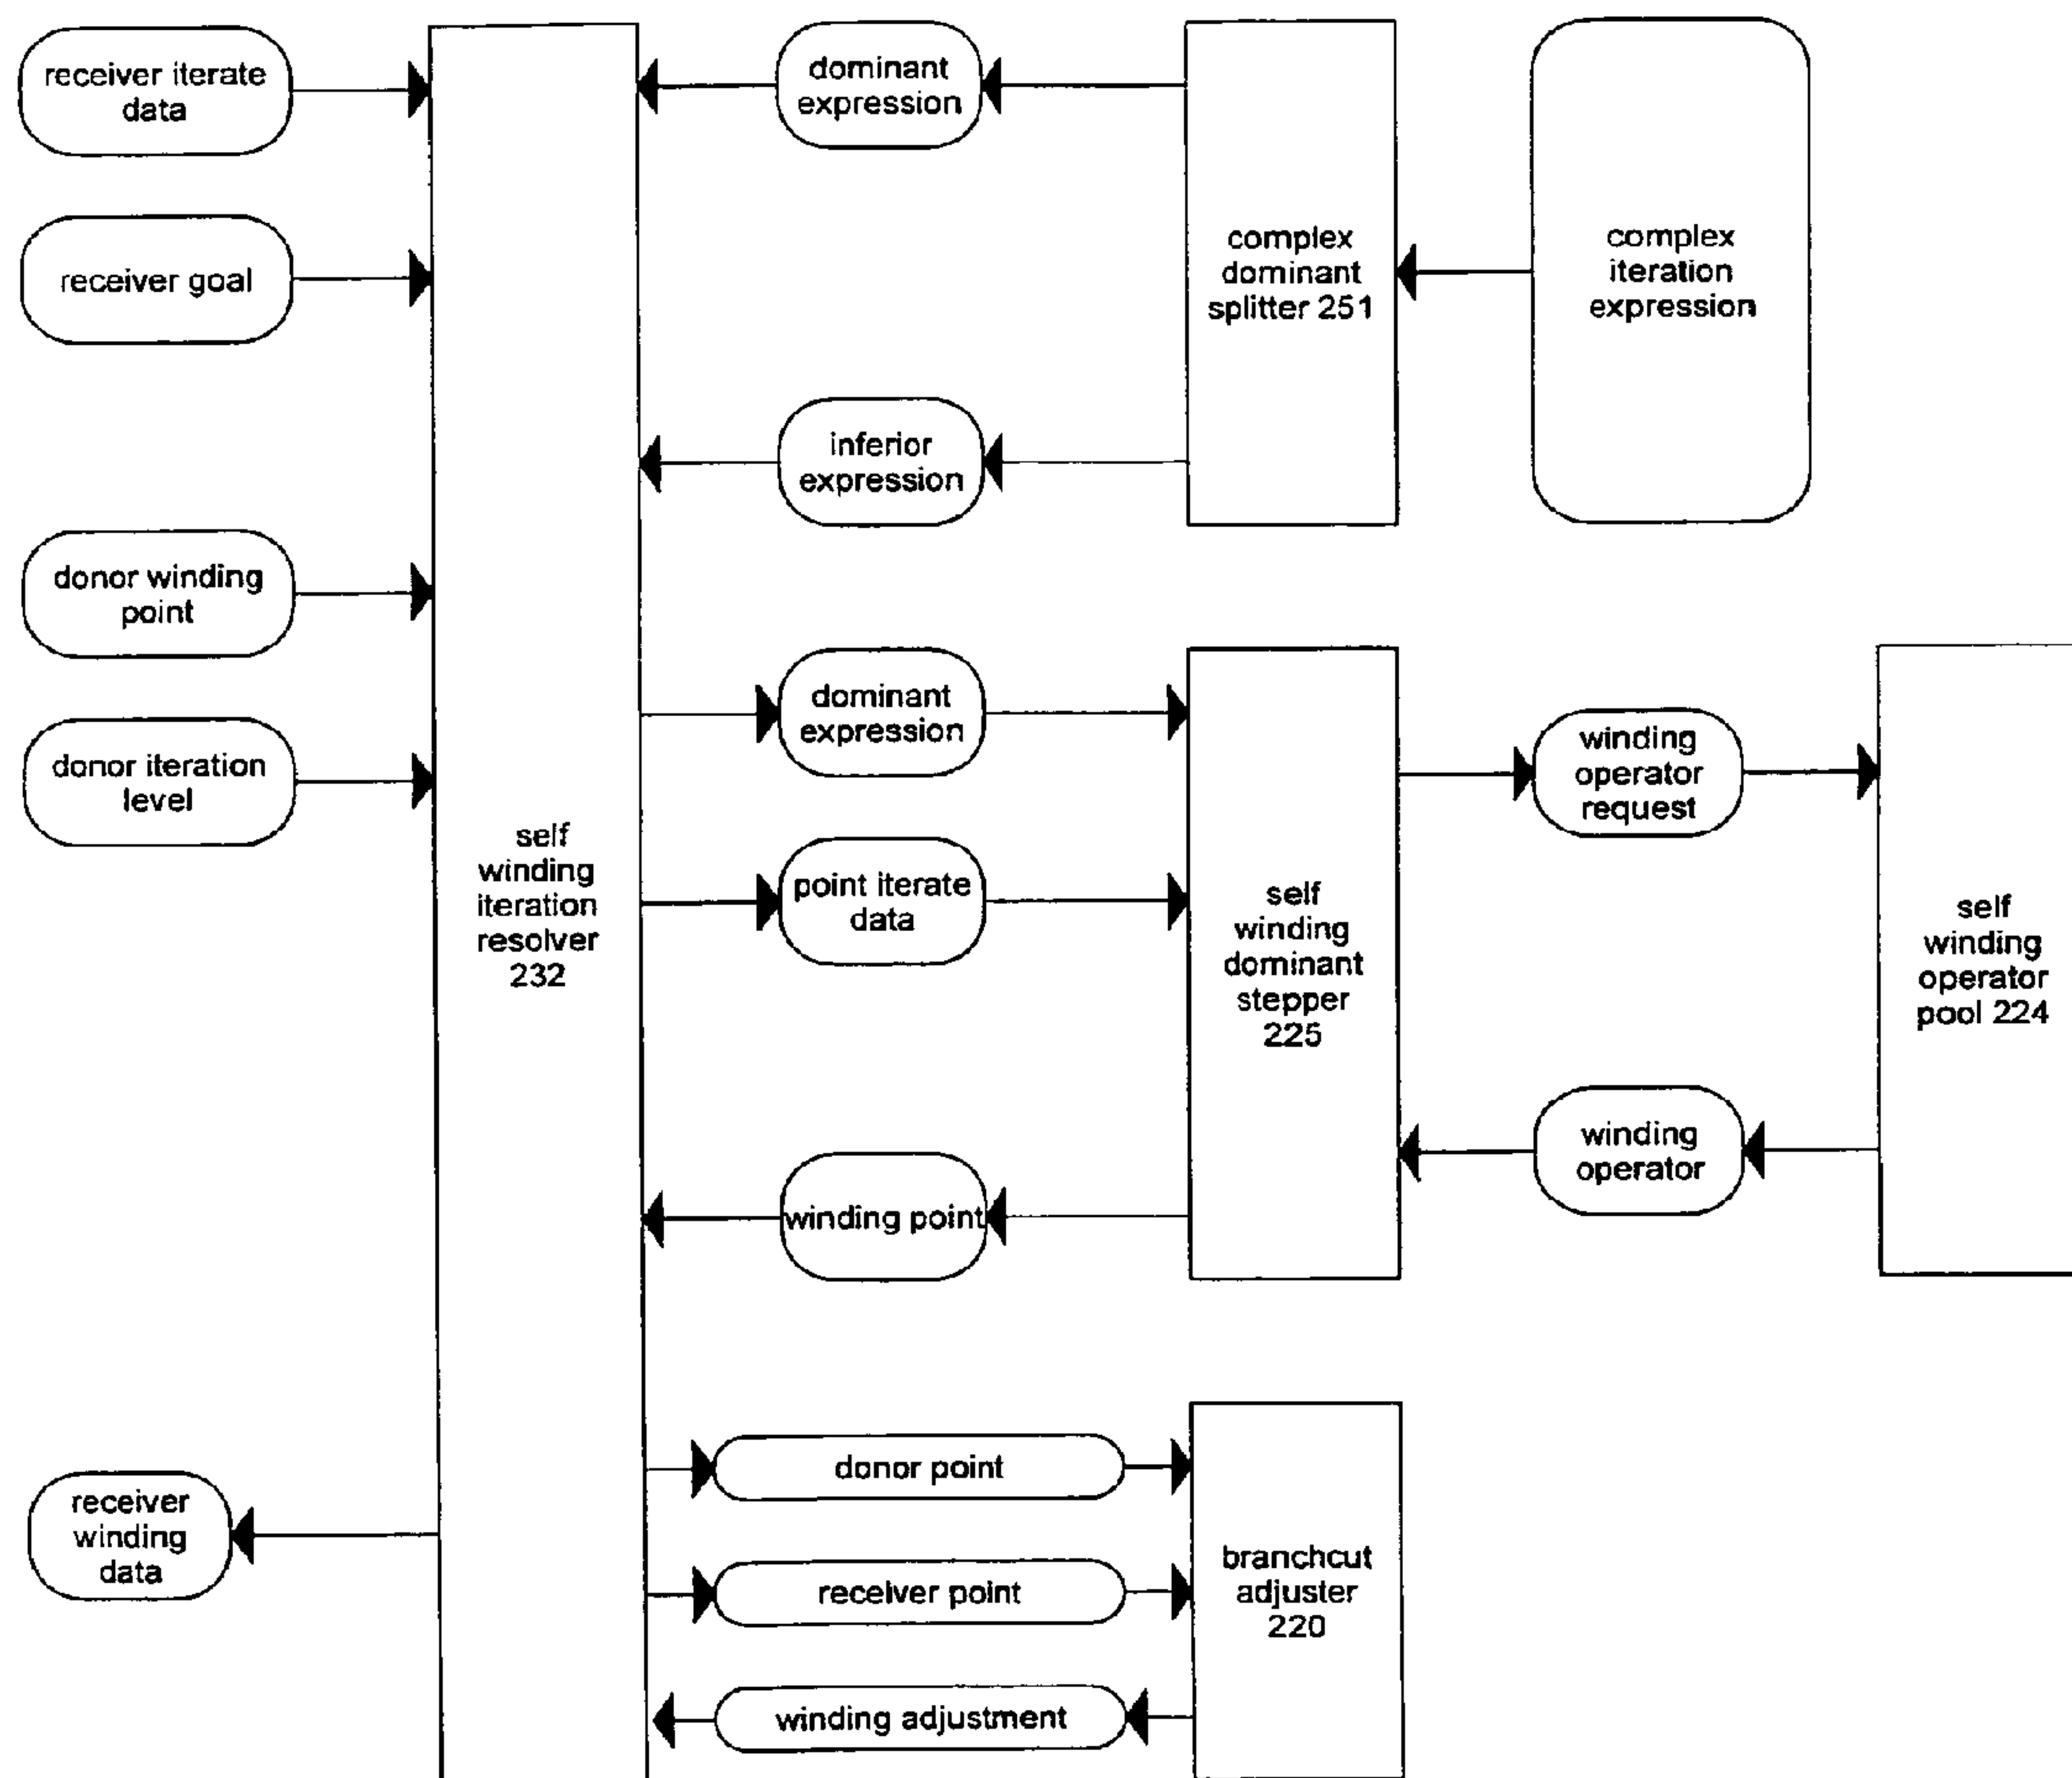 receiver iterate
data
receiver goal
donor winding
point
donor iteration
level
receiver
winding
data
self
winding
iteration
resolver
232
dominant
expression
inferior
expression
complex
dominant
splitter 251
complex
iteration
expression
dominant
expression
point iterate
data
winding point
self
winding
dominant
stepper
225
winding
operator
request
winding
operator
self
winding
operator
pool 224
donor point
receiver point
winding adjustment
branchcut
adjuster
220